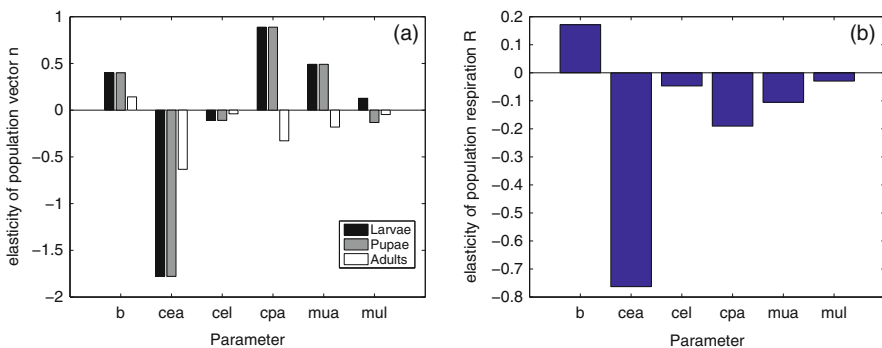 (a)
elasticity of population vector n
1
0.5
0
−0.5
−1
−1.5
−2
Larvae
Pupae
Adults
b cea cel cpa mua mul
Parameter
(b)
elasticity of population respiration R
0.2
0.1
0
−0.1
−0.2
−0.3
−0.4
−0.5
−0.6
−0.7
−0.8
b cea cel cpa mua mul
Parameter